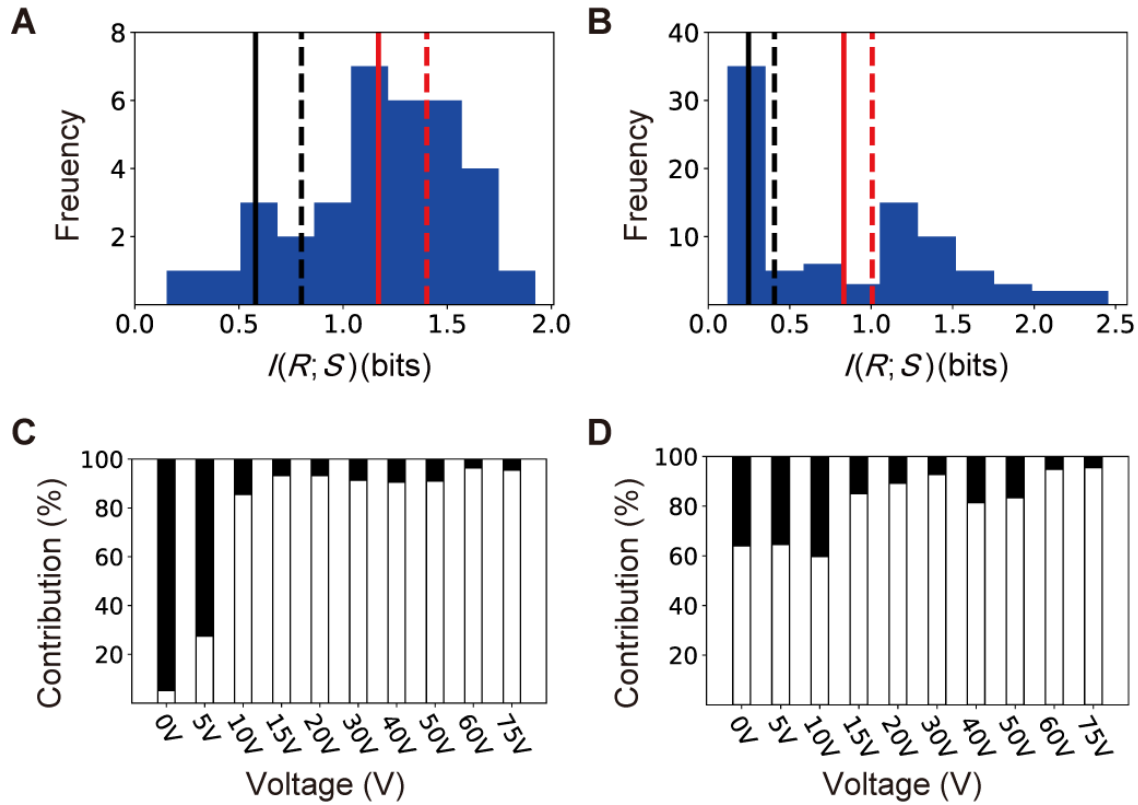 A
B
8
6
4
2
Freuency
0.0 0.5 1.0 1.5 2.0
I(R; S) (bits)
40
30
20
10
Freuency
0.0 0.5 1.0 1.5 2.0 2.5
I(R; S) (bits)
C
D
100
80
60
40
20
Contribution (%)
0V 5V 10V 15V 20V 30V 40V 50V 60V 75V
Voltage (V)
100
80
60
40
20
Contribution (%)
0V 5V 10V 15V 20V 30V 40V 50V 60V 75V
Voltage (V)